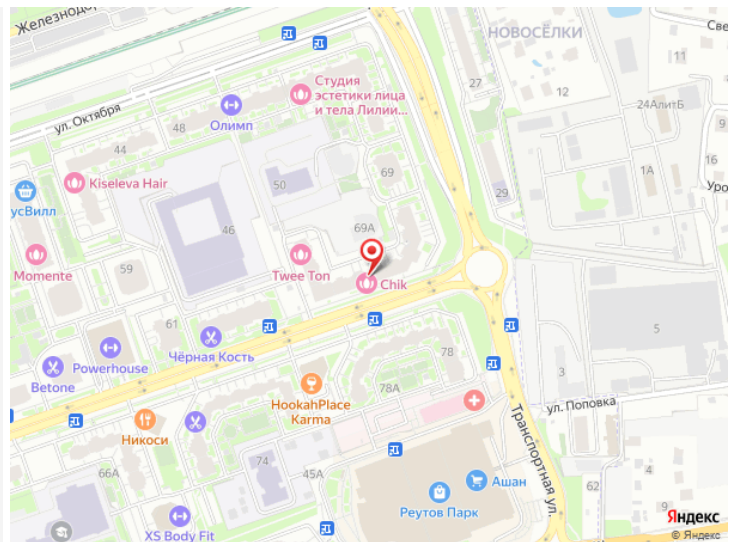 Железнодор
Све
НОВОСЁЛКИ
11
27
12
Студия
эстетики лица
и тела Лилии...
ул. Октября
Олимп
48
44
24АлитБ
9
16
1А
Kiseleva Hair
50
69
29
Уро
усВилл
46
69А
Momente
59
Twee Ton
Chik
61
5
Powerhouse
Чёрная Кость
78
Betone
3
78А
HookahPlace
Karma
ул. Поповка
Никоси
Транспортная ул.
74
45А
66А
4
62
9
Ашан
Реутов Парк
XS Body Fit
Яндекс
© Яндекс